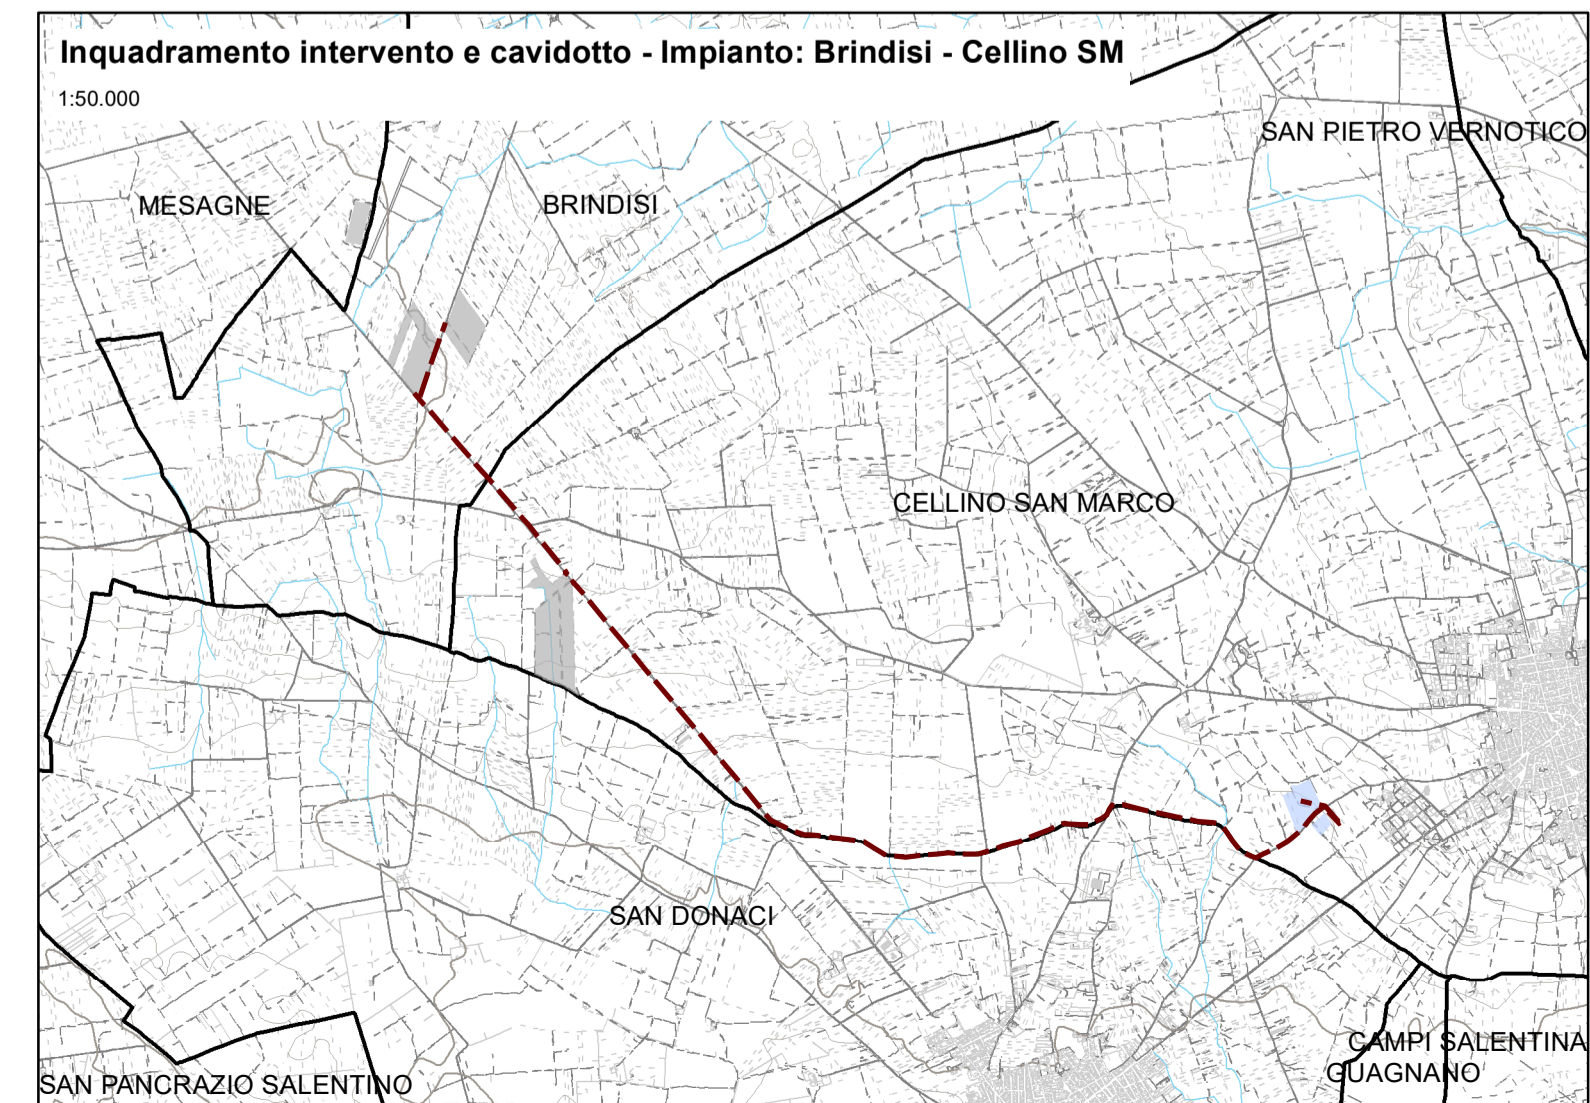 Inquadramento intervento e cavidotto - Impianto: Brindisi - Cellino SM
1:50.000
SAN PIETRO VERNOTICO
MESAGNE
BRINDISI
CELLINO SAN MARCO
SAN DONACI
CAMPI SALENTINA
GUAGNANO
SAN PANCRAZIO SALENTINO